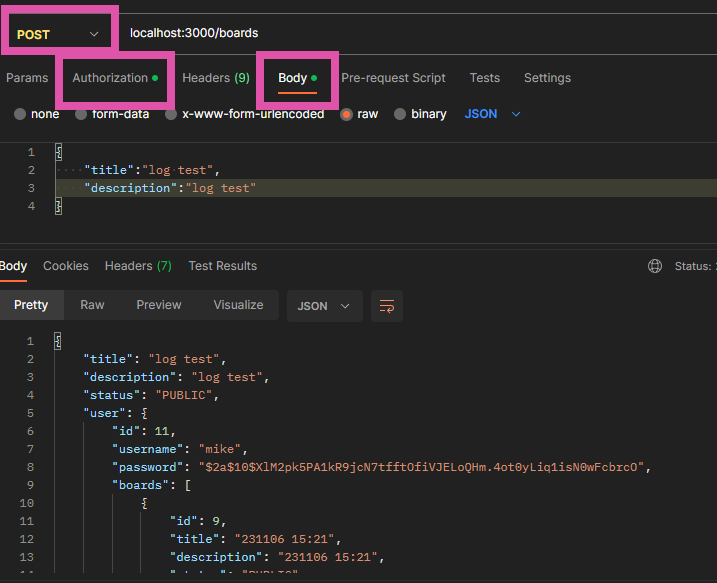 POST localhost:3000/boards
Params Authorization Headers (9) Body Pre-request Script Tests Settings
none form-data x-www-form-urlencoded raw binary JSON
1 {
2 "title":"log test",
3 "description":"log test"
4 }
Body Cookies Headers (7) Test Results Status:
Pretty Raw Preview Visualize JSON
1 {
2 "title": "log test",
3 "description": "log test",
4 "status": "PUBLIC",
5 "user": {
6 "id": 11,
7 "username": "mike",
8 "password": "$2a$10$XlM2pk5PA1kR9jcN7tfftOfiVJELoQHm.4ot0yLiq1isN0wFcbrcO",
9 "boards": [
10 {
11 "id": 9,
12 "title": "231106 15:21",
13 "description": "231106 15:21",